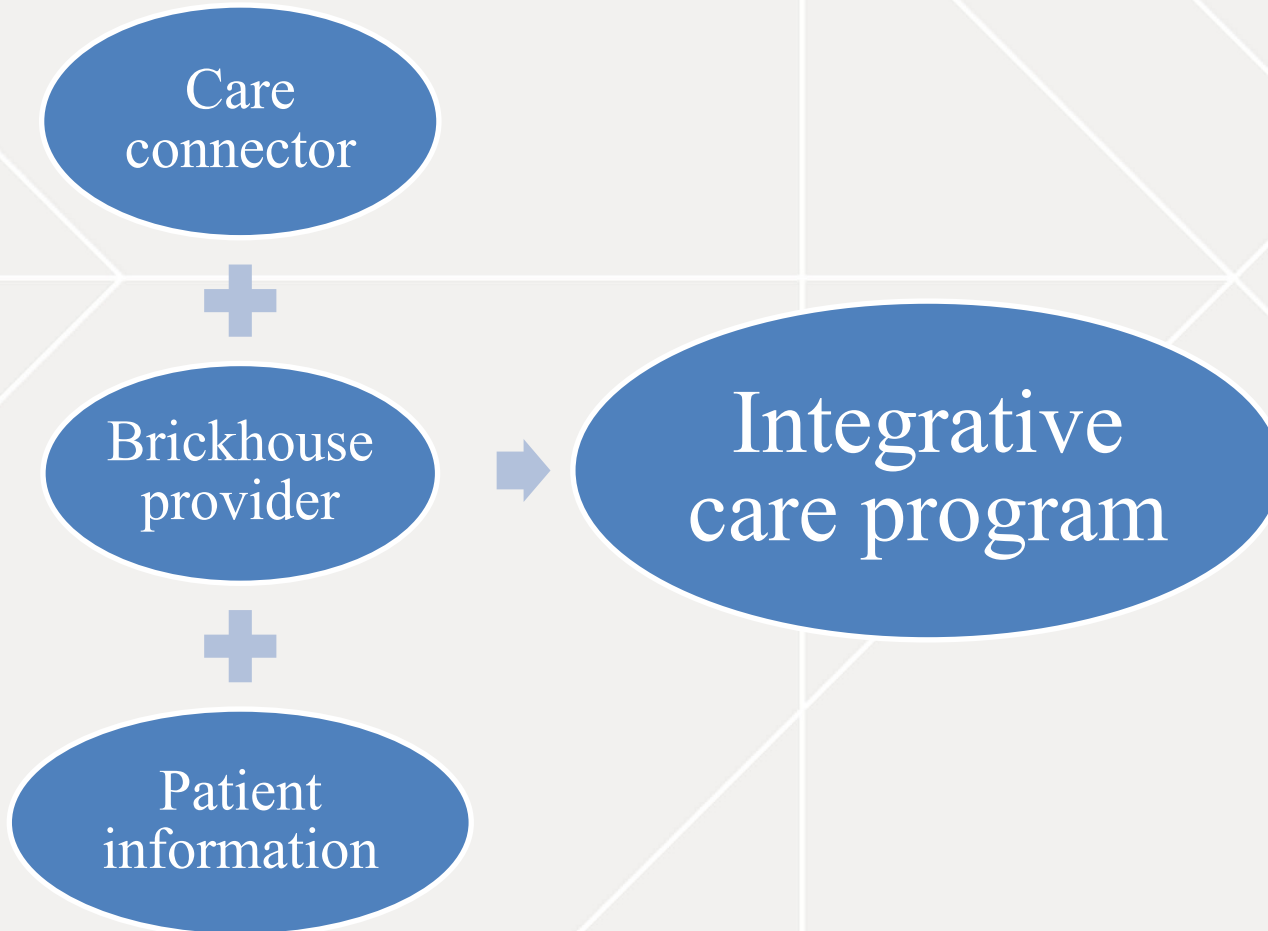 Care
connector
Brickhouse
provider
Integrative
care program
Patient
information